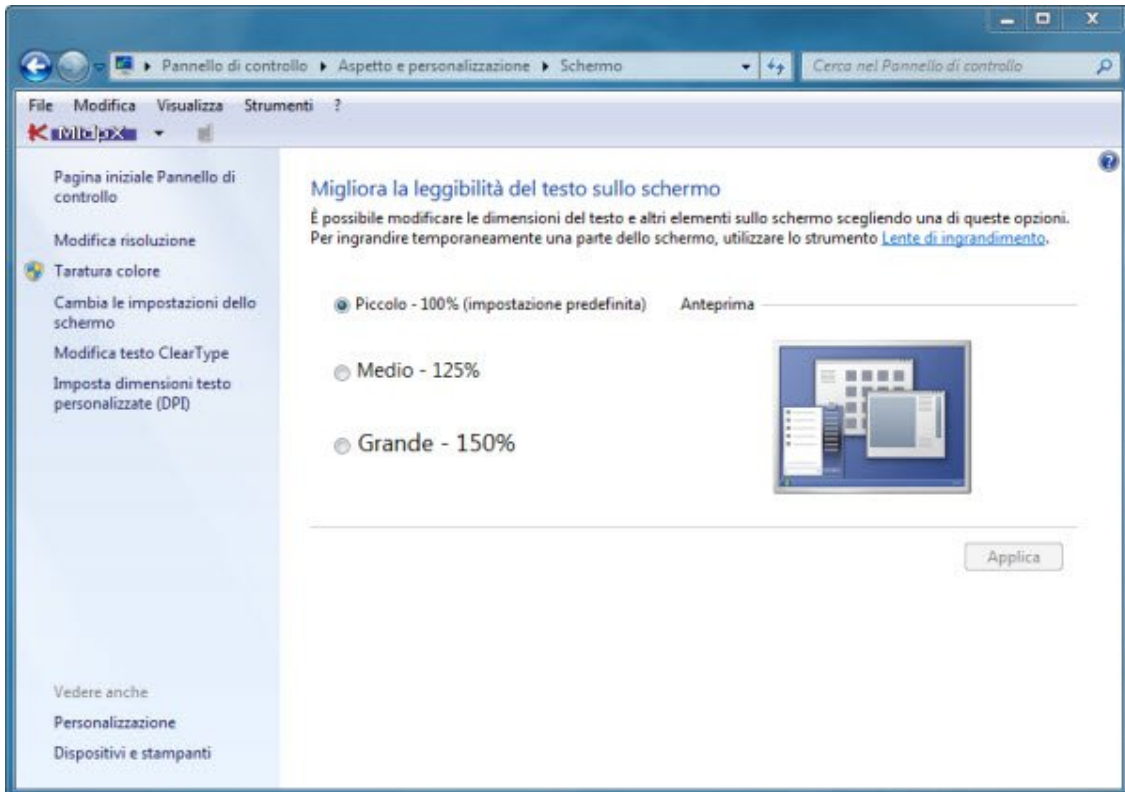 Pannello di controllo Aspetto e personalizzazione Schermo Cerca nel Pannello di controllo
File Modifica Visualizza Strumenti ?
MidpX
Pagina iniziale Pannello di
controllo
Modifica risoluzione
Taratura colore
Cambia le impostazioni dello
schermo
Modifica testo ClearType
Imposta dimensioni testo
personalizzate (DPI)
Vedere anche
Personalizzazione
Dispositivi e stampanti
Migliora la leggibilità del testo sullo schermo
È possibile modificare le dimensioni del testo e altri elementi sullo schermo scegliendo una di queste opzioni.
Per ingrandire temporaneamente una parte dello schermo, utilizzare lo strumento Lente di ingrandimento.
Piccolo - 100% (impostazione predefinita) Anteprima
Medio - 125%
Grande - 150%
Applica